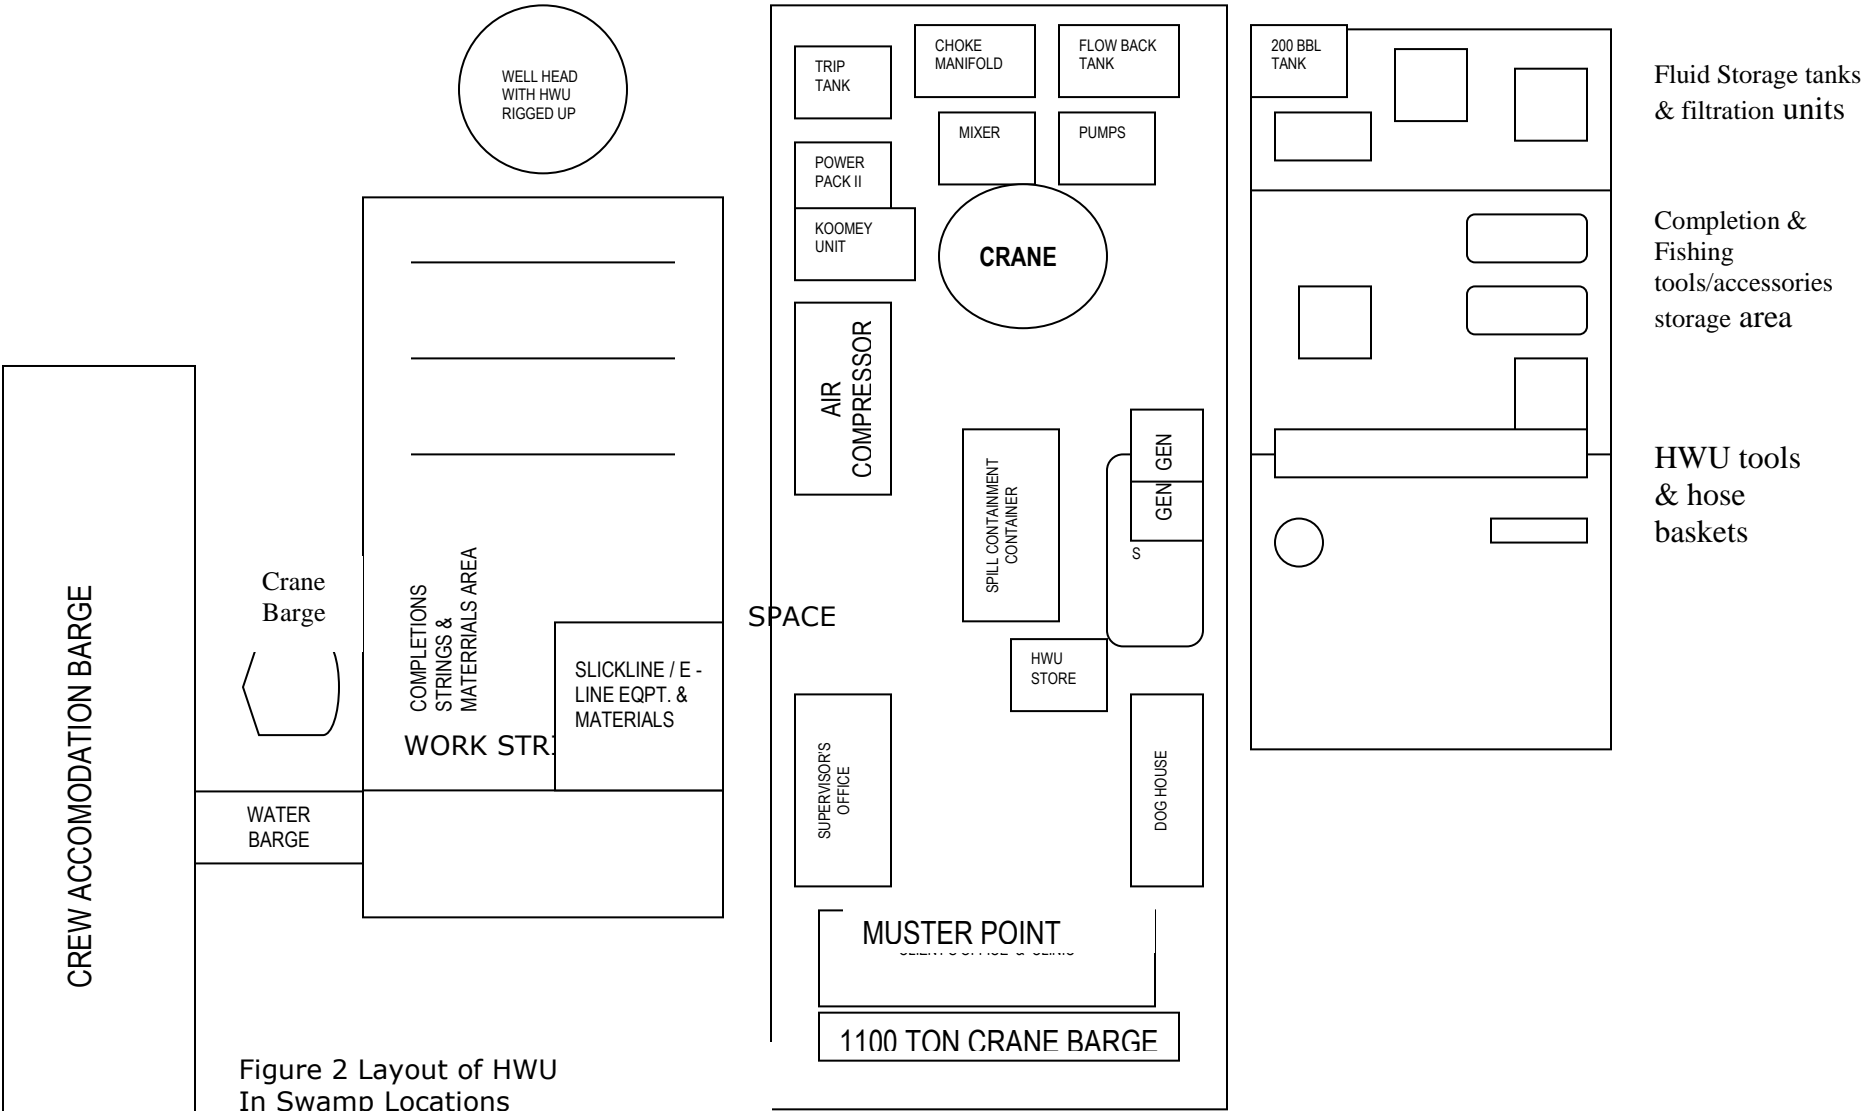 WELL HEAD
WITH HWU
RIGGED UP
TRIP
TANK
CHOKE
MANIFOLD
FLOW BACK
TANK
MIXER
PUMPS
POWER
PACK II
KOOMEY
UNIT
CRANE
AIR
COMPRESSOR
SPILL CONTAINMENT
CONTAINER
GEN
GEN
S
HWU
STORE
SUPERVISOR'S
OFFICE
DOG HOUSE
MUSTER POINT
1100 TON CRANE BARGE
200 BBL
TANK
Fluid Storage tanks
& filtration units
Completion &
Fishing
tools/accessories
storage area
HWU tools
& hose
baskets
SPACE
COMPLETIONS
STRINGS &
MATERRIALS AREA
SLICKLINE / E -
LINE EQPT. &
MATERIALS
WORK STR
Crane
Barge
WATER
BARGE
CREW ACCOMODATION BARGE
Figure 2 Layout of HWU
In Swamp Locations